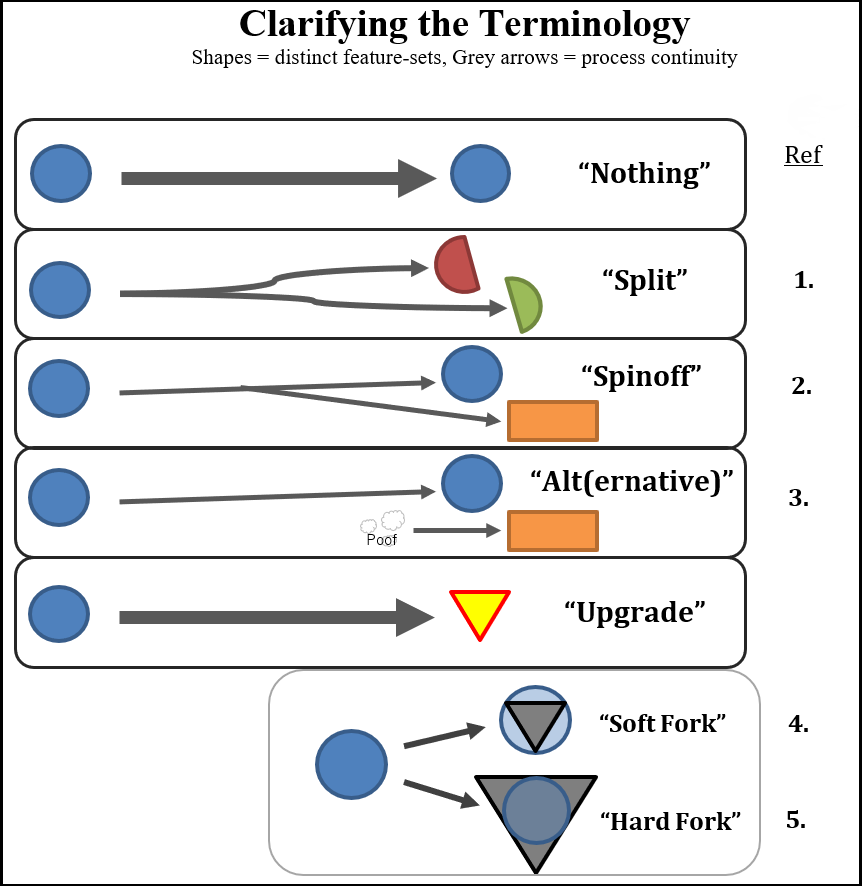 Clarifying the Terminology
Shapes = distinct feature-sets, Grey arrows = process continuity
Ref
“Nothing”
“Split”
1.
“Spinoff”
2.
“Alt(ernative)”
3.
Poof
“Upgrade”
“Soft Fork”
4.
“Hard Fork”
5.